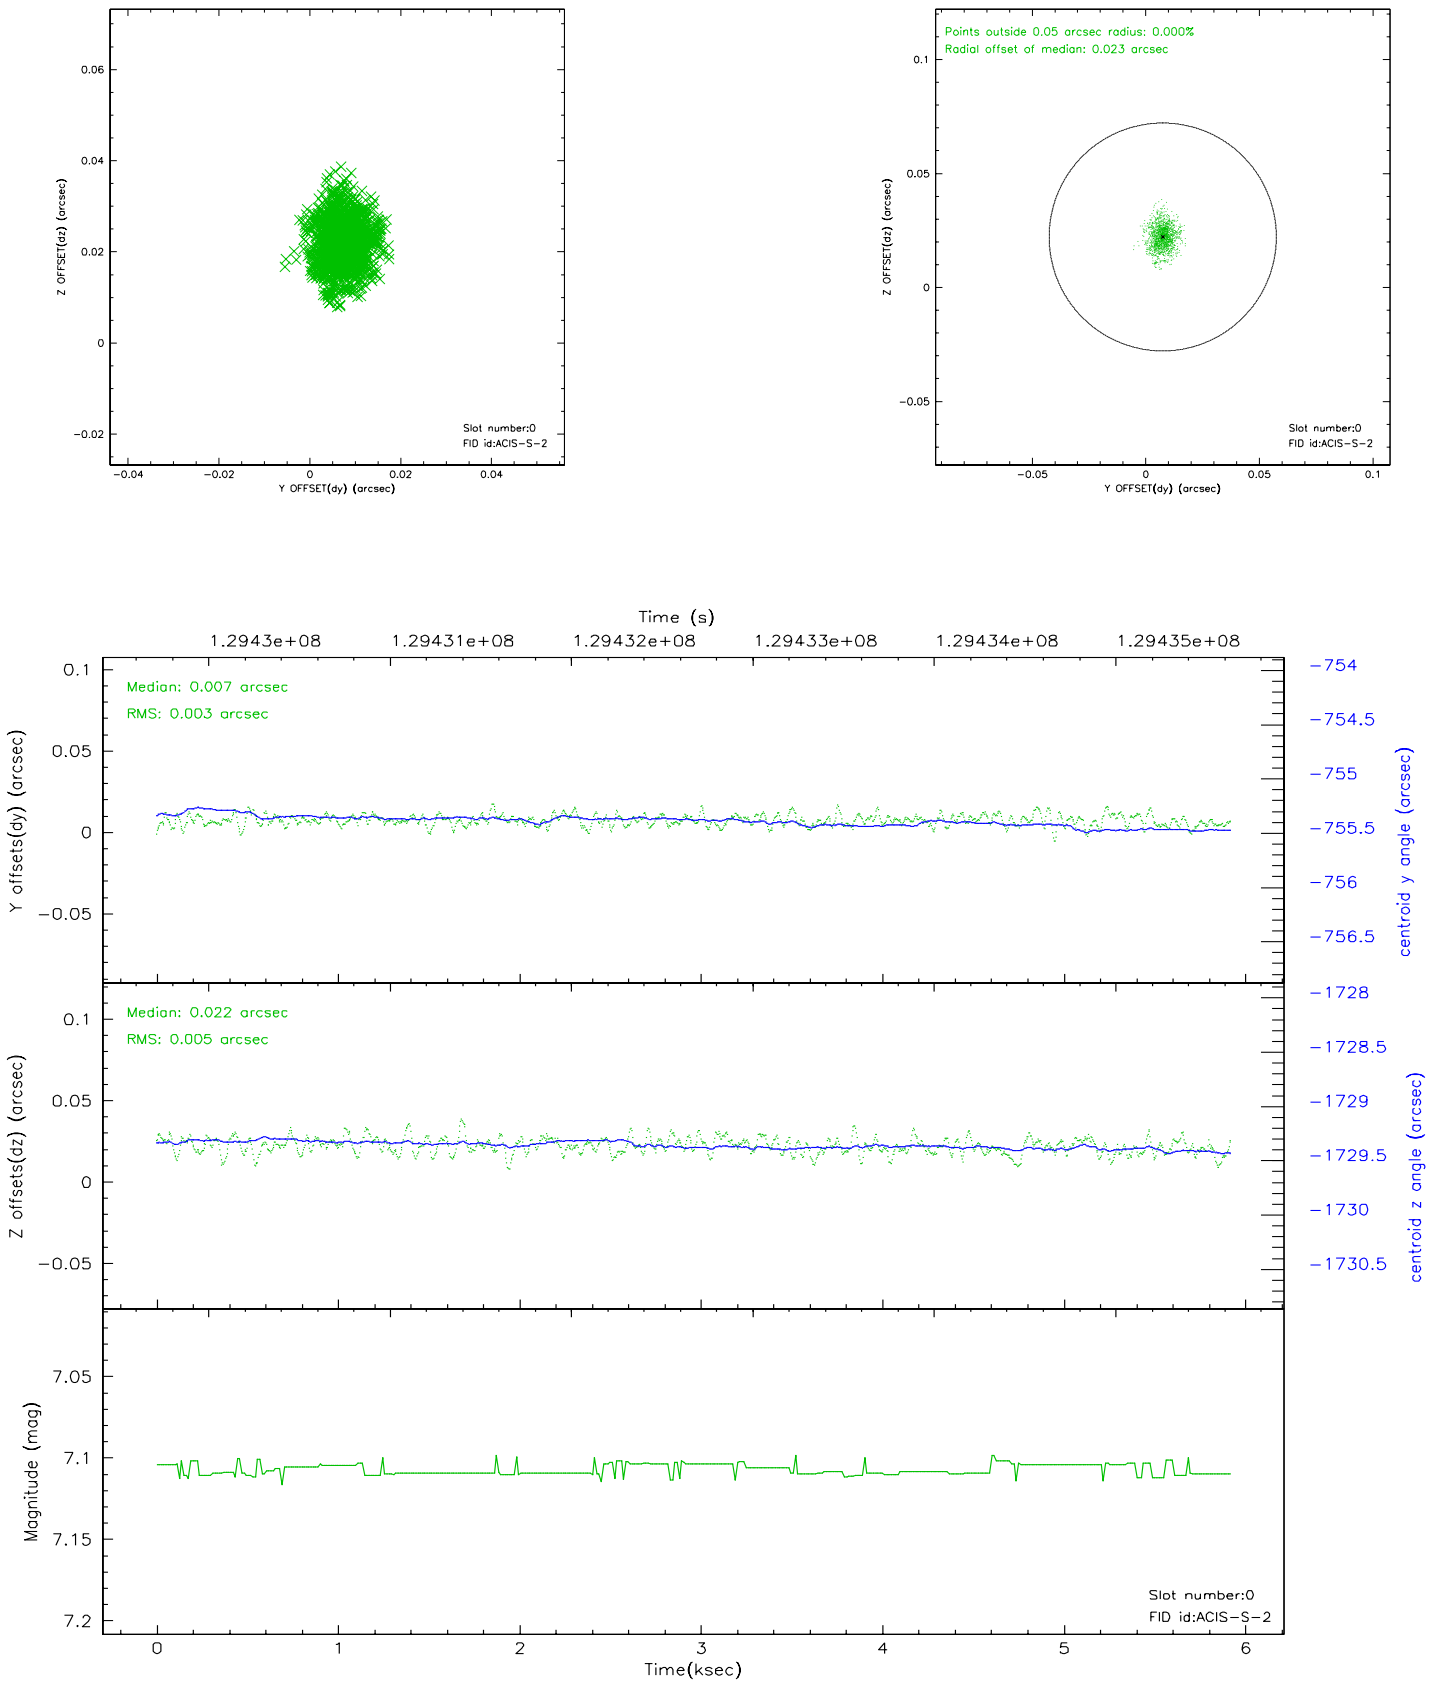 0.06
0.04
0.02
0
−0.02
Z OFFSET(dz) (arcsec)
Slot number:0
FID id:ACIS−S−2
−0.04 −0.02 0 0.02 0.04
Y OFFSET(dy) (arcsec)
Points outside 0.05 arcsec radius: 0.000%
Radial offset of median: 0.023 arcsec
0.1
0.05
0
−0.05
Z OFFSET(dz) (arcsec)
Slot number:0
FID id:ACIS−S−2
−0.05 0 0.05 0.1
Y OFFSET(dy) (arcsec)
Time (s)
1.2943e+08 1.29431e+08 1.29432e+08 1.29433e+08 1.29434e+08 1.29435e+08
Median: 0.007 arcsec
RMS: 0.003 arcsec
0.1
0.05
0
−0.05
Y offsets(dy) (arcsec)
−754
−754.5
−755
−755.5
−756
−756.5
centroid y angle (arcsec)
Median: 0.022 arcsec
RMS: 0.005 arcsec
0.1
0.05
0
−0.05
Z offsets(dz) (arcsec)
−1728
−1728.5
−1729
−1729.5
−1730
−1730.5
centroid z angle (arcsec)
7.05
7.1
7.15
7.2
Magnitude (mag)
Slot number:0
FID id:ACIS−S−2
0 1 2 3 4 5 6
Time(ksec)